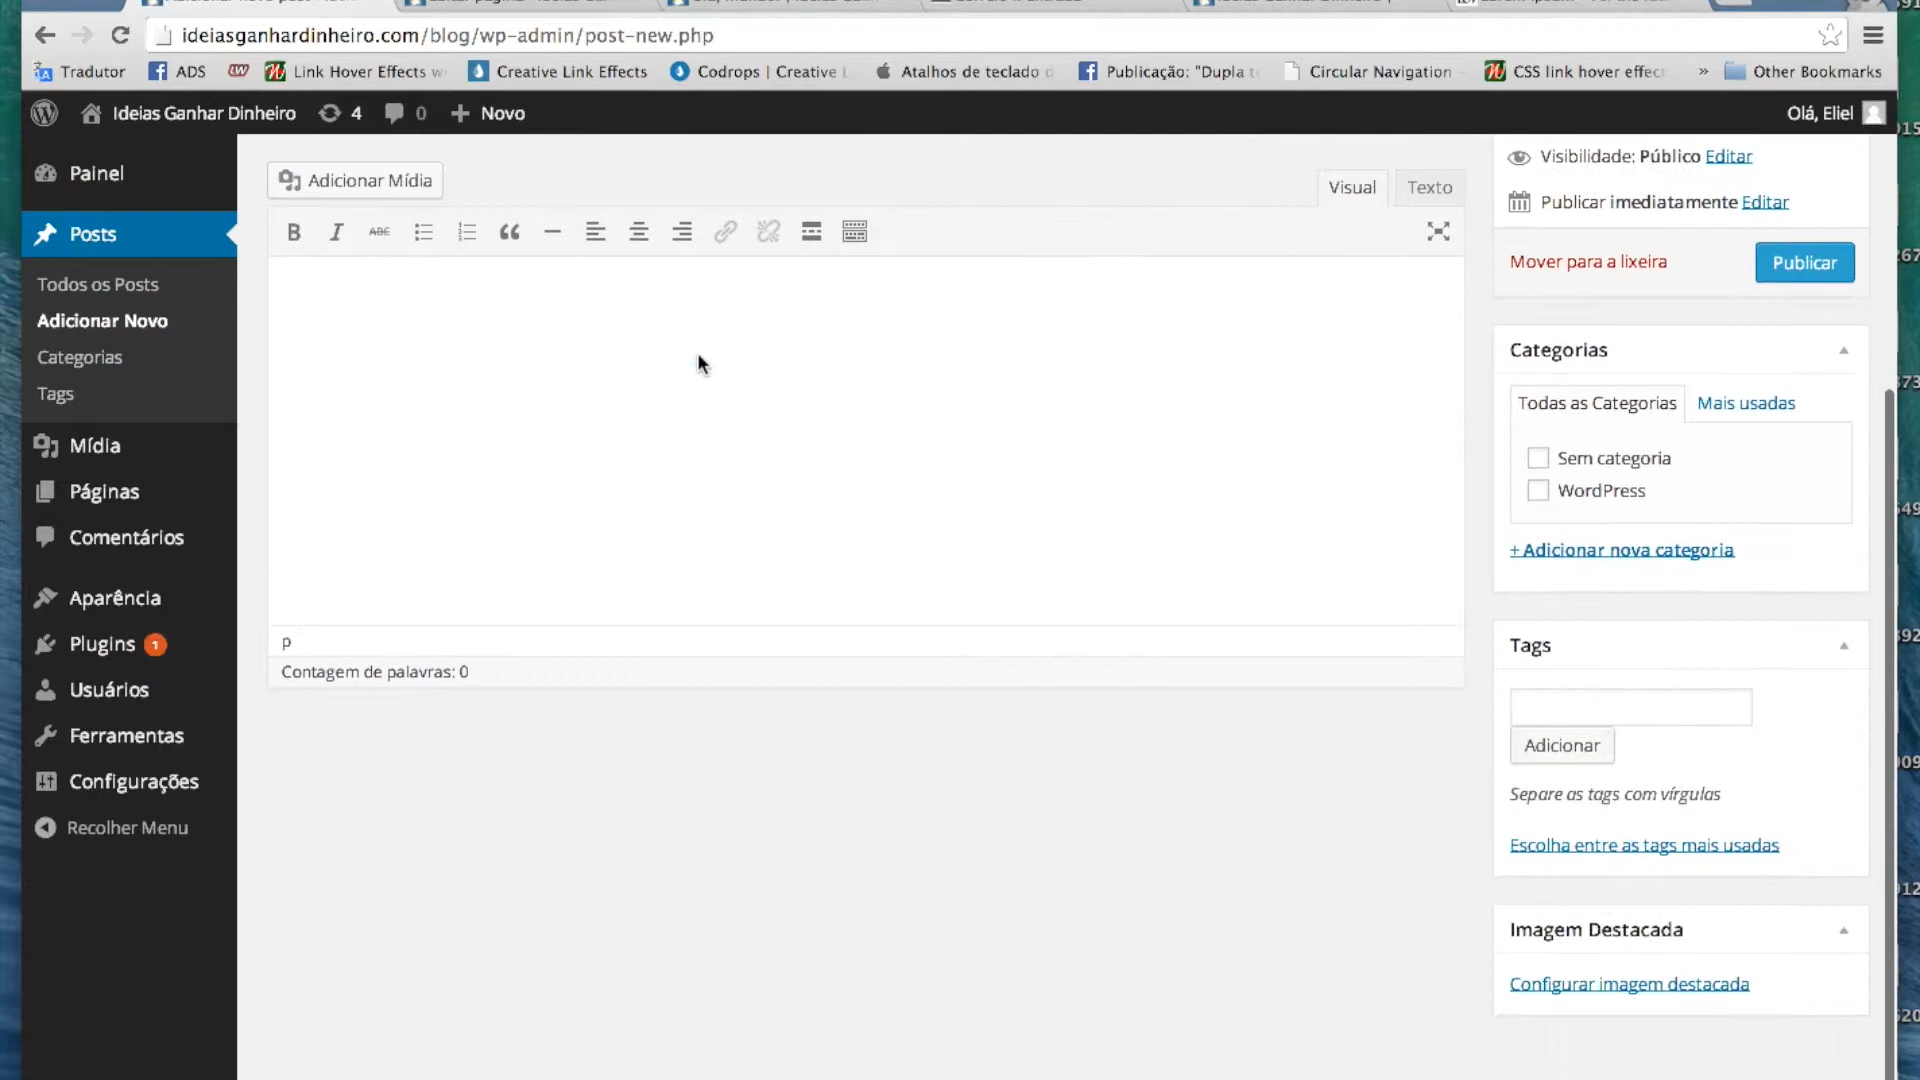 ideiasganhardinheiro.com/blog/wp-admin/post-new.php
Tradutor ADS Link Hover Effects Creative Link Effects Codrops | Creative Atalhos de teclado Publicação: "Dupla Circular Navigation CSS link hover » Other Bookmarks
Ideias Ganhar Dinheiro 4 0 + Novo Olá, Eliel
Painel
Posts
Todos os Posts
Adicionar Novo
Categorias
Tags
Mídia
Páginas
Comentários
Aparência
Plugins 1
Usuários
Ferramentas
Configurações
Recolher Menu
Adicionar Mídia
Visual Texto
B I ABC
p
Contagem de palavras: 0
Visibilidade: Público Editar
Publicar imediatamente Editar
Mover para a lixeira Publicar
Categorias
Todas as Categorias Mais usadas
Sem categoria
WordPress
+ Adicionar nova categoria
Tags
Adicionar
Separe as tags com vírgulas
Escolha entre as tags mais usadas
Imagem Destacada
Configurar imagem destacada